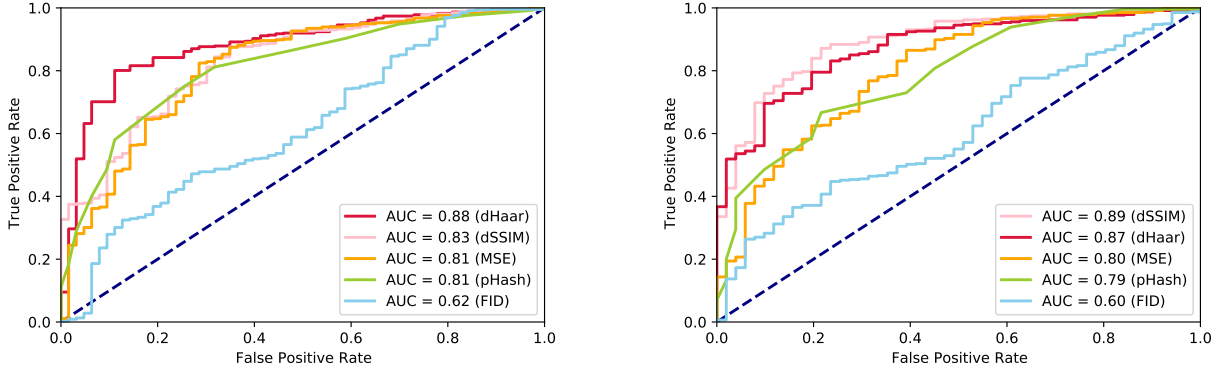 1.0
0.8
0.6
0.4
0.2
0.0
True Positive Rate
AUC = 0.88 (dHaar)
AUC = 0.83 (dSSIM)
AUC = 0.81 (MSE)
AUC = 0.81 (pHash)
AUC = 0.62 (FID)
0.0 0.2 0.4 0.6 0.8 1.0
False Positive Rate
1.0
0.8
0.6
0.4
0.2
0.0
True Positive Rate
AUC = 0.89 (dSSIM)
AUC = 0.87 (dHaar)
AUC = 0.80 (MSE)
AUC = 0.79 (pHash)
AUC = 0.60 (FID)
0.0 0.2 0.4 0.6 0.8 1.0
False Positive Rate